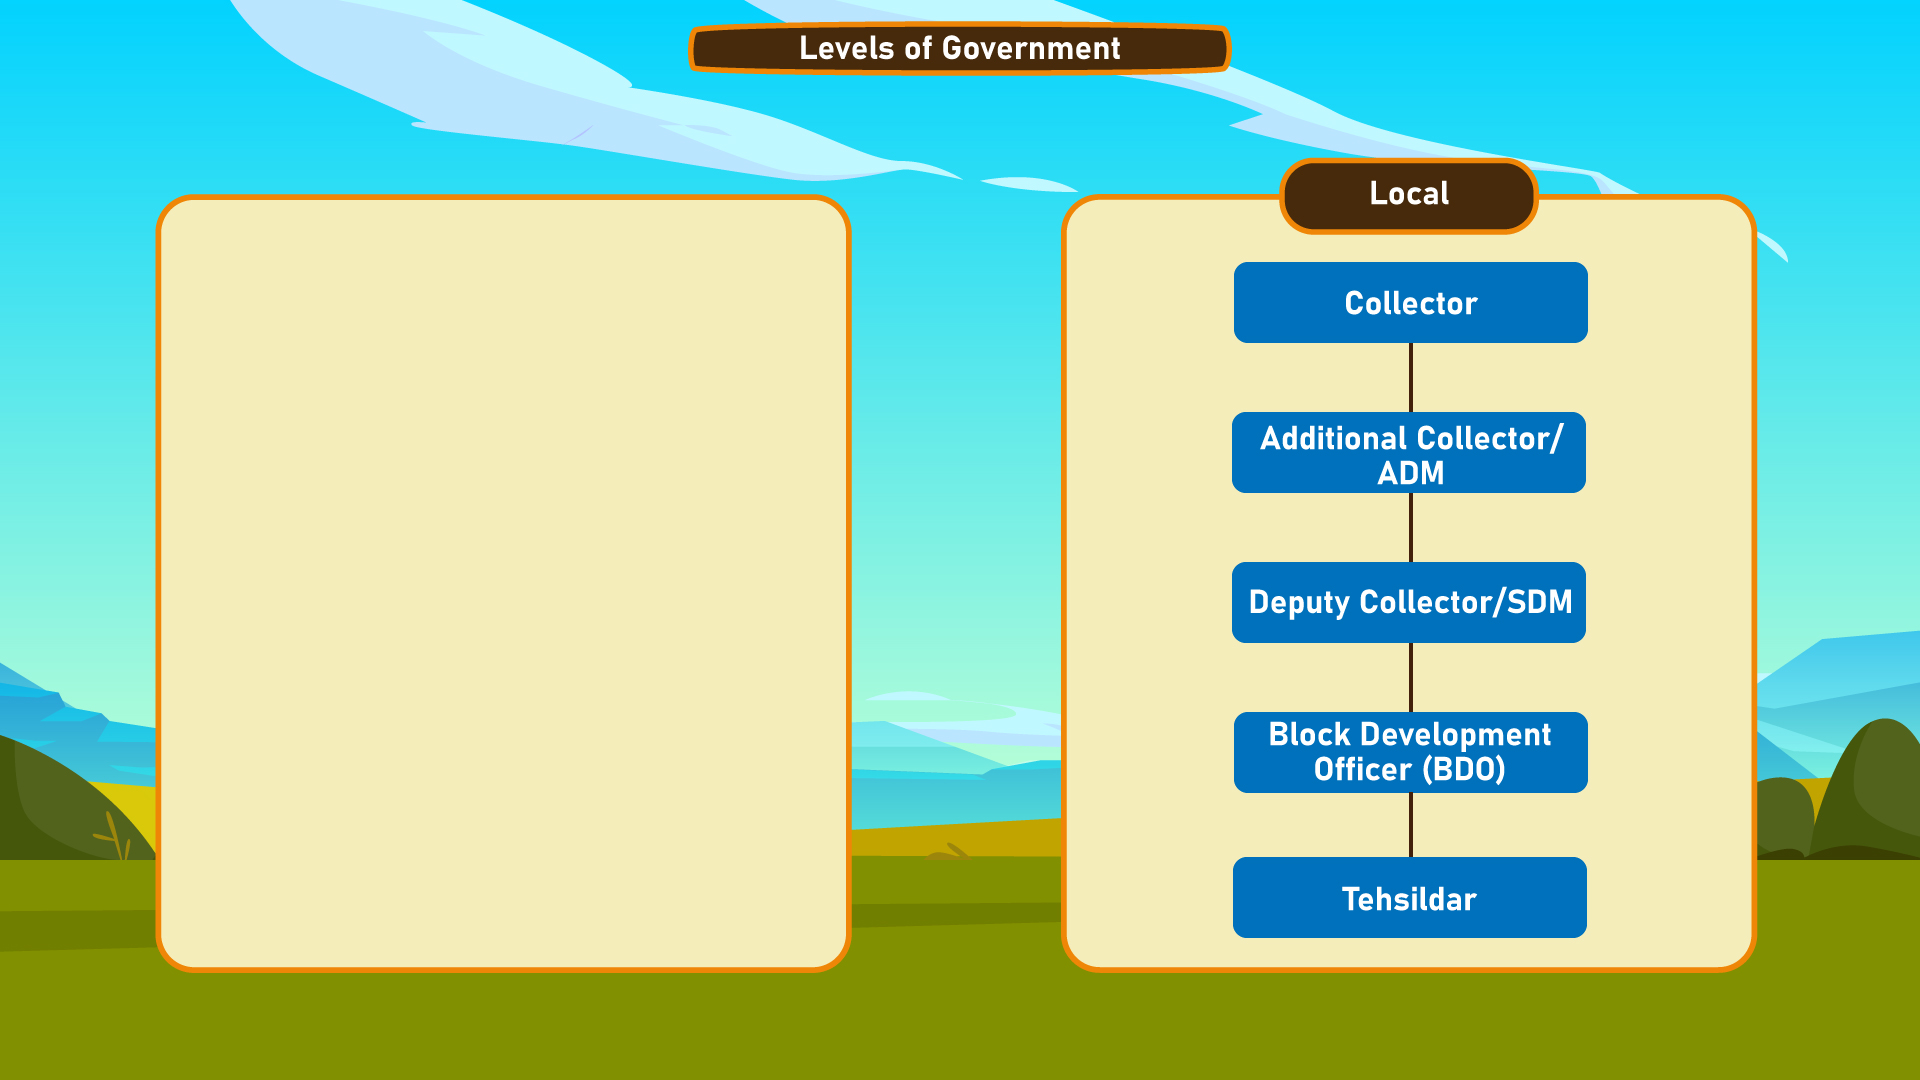 Levels of Government
Local
Collector
Additional Collector/
ADM
Deputy Collector/SDM
Block Development
Officer (BDO)
Tehsildar